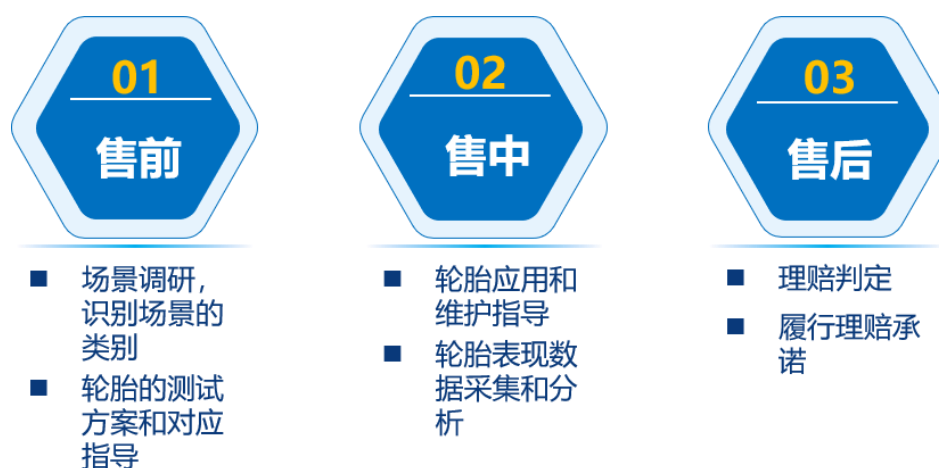 01
售前
场景调研，
识别场景的
类别
轮胎的测试
方案和对应
指导
02
售中
轮胎应用和
维护指导
轮胎表现数
据采集和分
析
03
售后
理赔判定
履行理赔承
诺